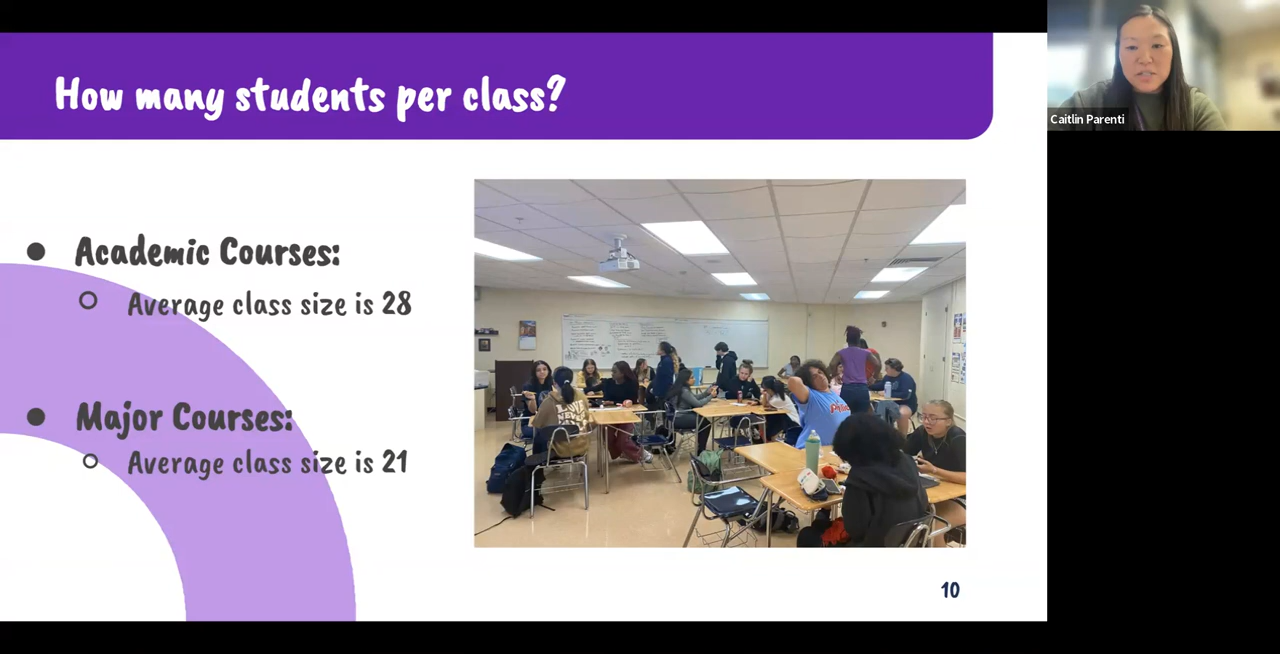 How many students per class?
Caitlin Parenti
Academic Courses:
Average class size is 28
Major Courses:
Average class size is 21
10